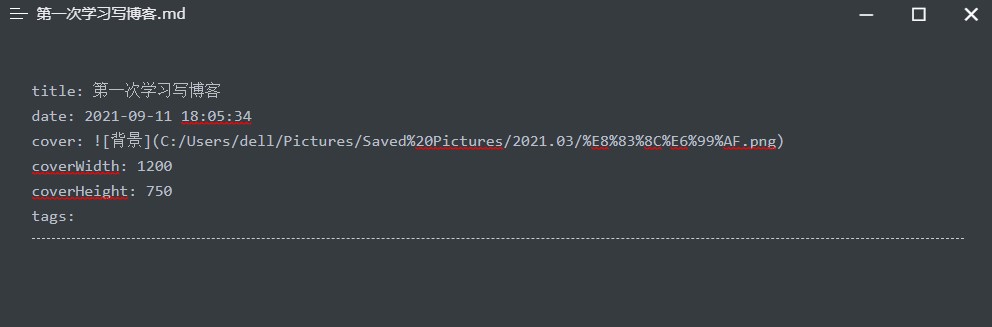 第一次学习写博客.md
title: 第一次学习写博客
date: 2021-09-11 18:05:34
cover: ![背景](C:/Users/dell/Pictures/Saved%20Pictures/2021.03/%E8%83%8C%E6%99%AF.png)
coverWidth: 1200
coverHeight: 750
tags: